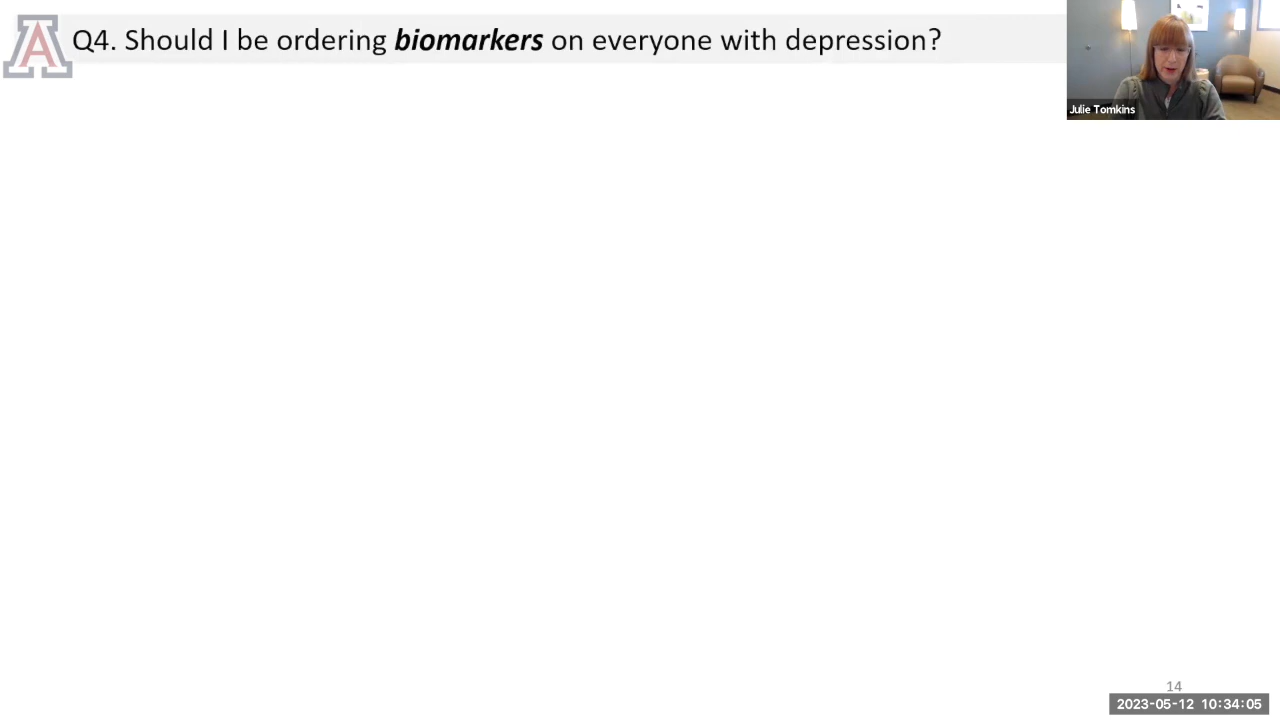 A
Q4. Should I be ordering biomarkers on everyone with depression?
Julie Tomkins
14
2023-05-12 10:34:05